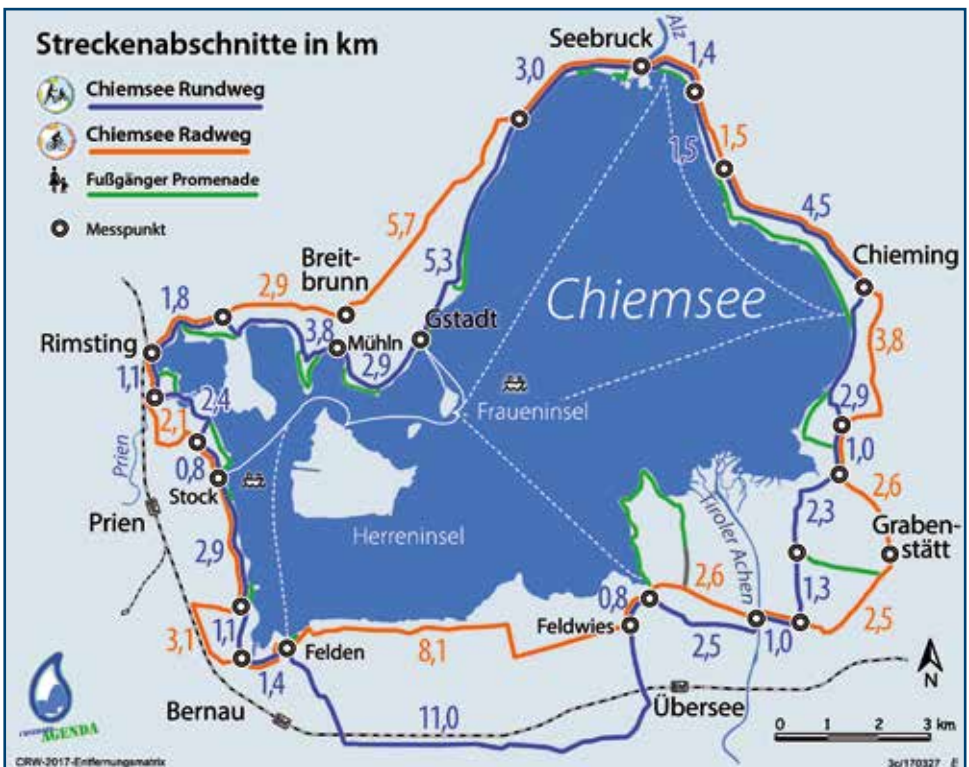 Streckenabschnitte in km
Chiemsee Rundweg
Chiemsee Radweg
Fußgänger Promenade
Messpunkt
Seebruck
Alz
1,4
3,0
1,5
1,5
4,5
5,7
Chieming
Breit-
brunn
5,3
2,9
1,8
Chiemsee
3,8
Gstadt
Mühln
Rimsting
3,8
2,9
1,1
2,4
Fraueninsel
2,9
2,1
1,0
Prien
0,8
Stock
2,6
Tiroler Achen
2,3
Prien
Herreninsel
Graben-
stätt
2,9
2,6
0,8
1,3
1,1
Feldwies
2,5
1,0
2,5
3,1
Felden
8,1
N
1,4
Übersee
Bernau
11,0
0 1 2 3 km
AGENDA
CRW-2017-Entfernungsmatrix
3c/170327